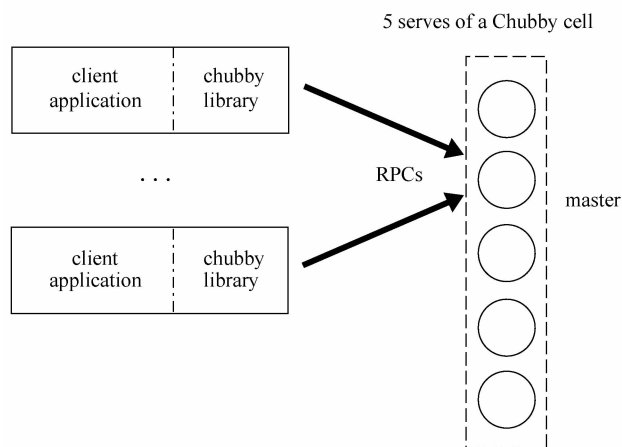 5 serves of a Chubby cell
client
application
chubby
library
. . .
RPCs
master
client
application
chubby
library